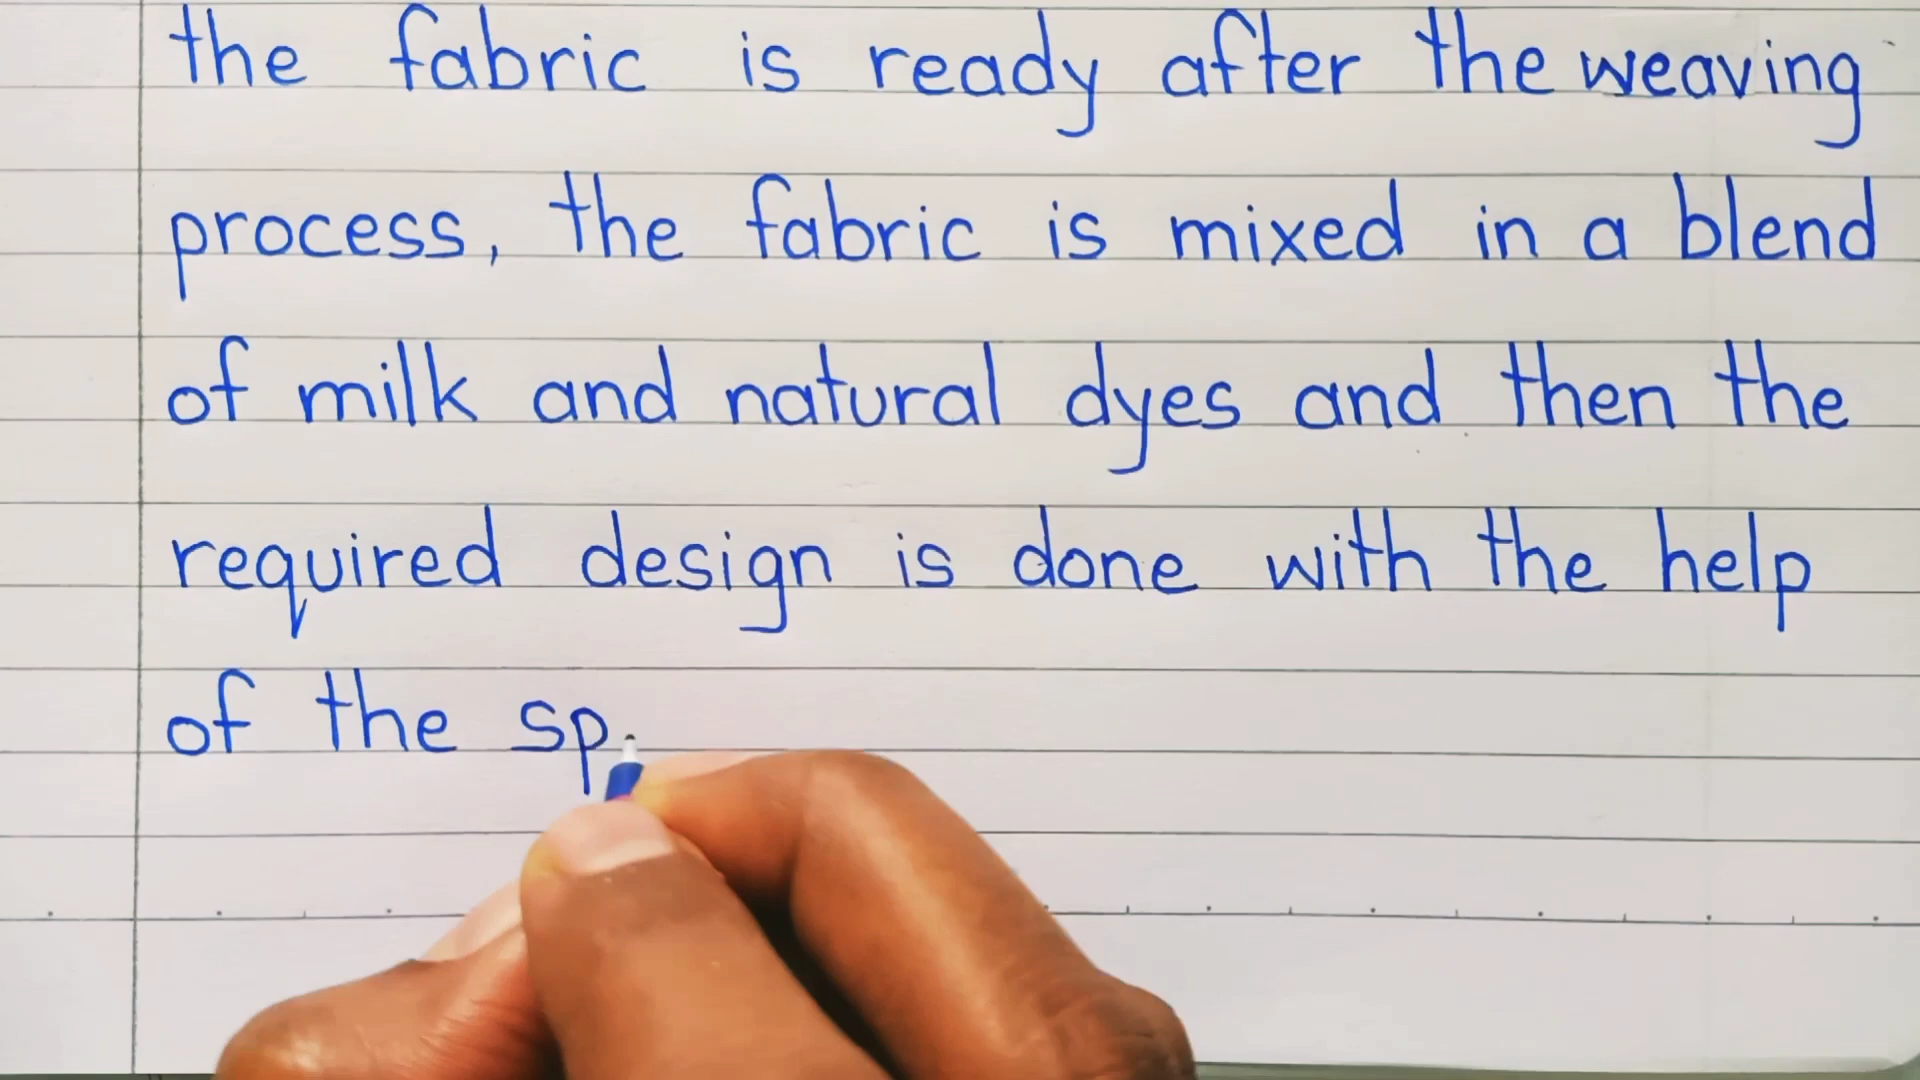 the fabric is ready after the weaving
process, the fabric is mixed in a blend
of milk and natural dyes and then the
required design is done with the help
of the sp